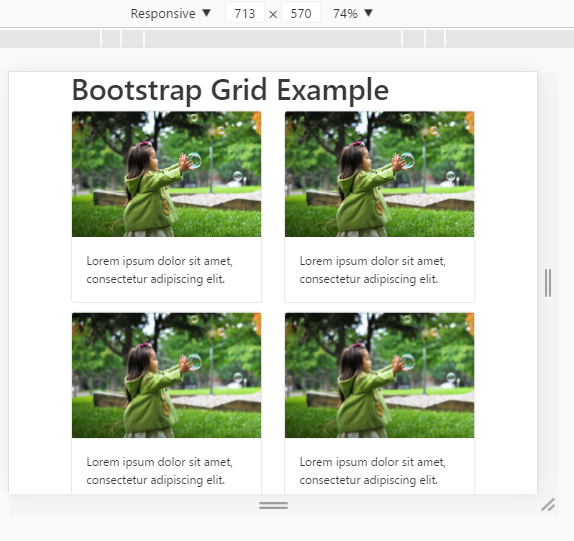 Responsive ▼ 713 × 570 74% ▼
Bootstrap Grid Example
Lorem ipsum dolor sit amet,
consectetur adipiscing elit.
Lorem ipsum dolor sit amet,
consectetur adipiscing elit.
Lorem ipsum dolor sit amet,
consectetur adipiscing elit.
Lorem ipsum dolor sit amet,
consectetur adipiscing elit.